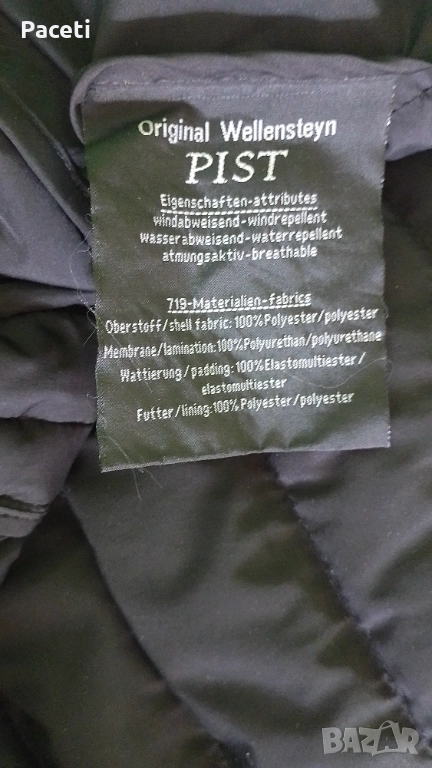 Paceti
Original Wellensteyn
PIST
Eigenschaften-attributes
windabweisend-windrepellent
wasserabweisend-waterrepellent
atmungsaktiv-breathable
719-Materialien-fabrics
Oberstoff/shell fabric:100%Polyester/polyester
Membrane/lamination:100%Polyurethan/polyurethane
Wattierung/padding:100%Elastomultiester/
elastomultiester
Futter/lining:100%Polyester/polyester
BAZAR